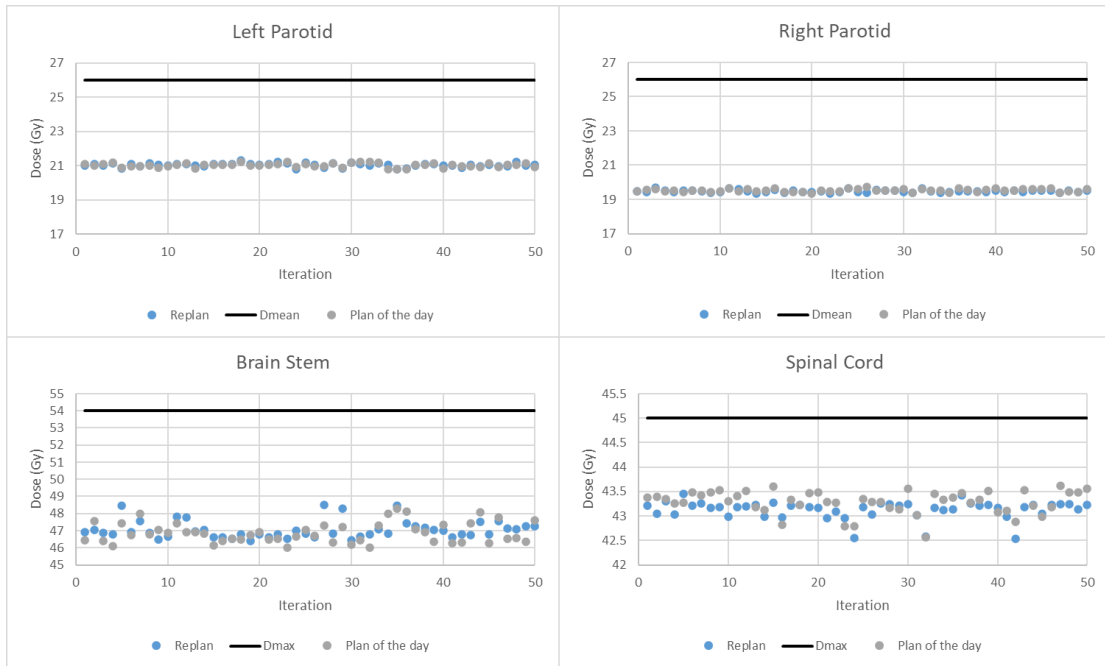 Left Parotid
27
25
23
21
19
17
Dose (Gy)
0 10 20 30 40 50
Iteration
Replan Dmean Plan of the day
Right Parotid
27
25
23
21
19
17
Dose (Gy)
0 10 20 30 40 50
Iteration
Replan Dmean Plan of the day
Brain Stem
55
54
53
52
51
50
49
48
47
46
45
Dose (Gy)
0 10 20 30 40 50
Iteration
Replan Dmax Plan of the day
Spinal Cord
45.5
45
44.5
44
43.5
43
42.5
42
Dose (Gy)
0 10 20 30 40 50
Iteration
Replan Dmax Plan of the day